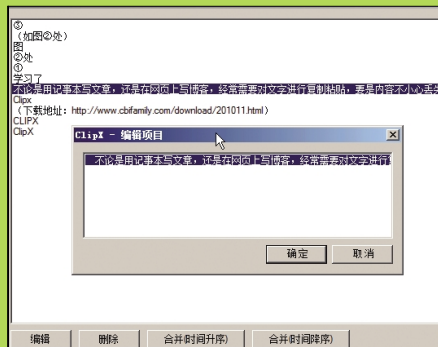 ③
（如图②处）
图
②处
①
学习了
不论是用记事本写文章，还是在网页上写博客，经常需要对文字进行复制粘贴，要是内容不小心丢失
Clipx
（下载地址：http://www.cbifamily.com/download/201011.html）
CLIPX
ClipX
ClipX - 编辑项目
不论是用记事本写文章，还是在网页上写博客，经常需要对文字进行
确定
取消
编辑
删除
合并(时间升序)
合并(时间降序)